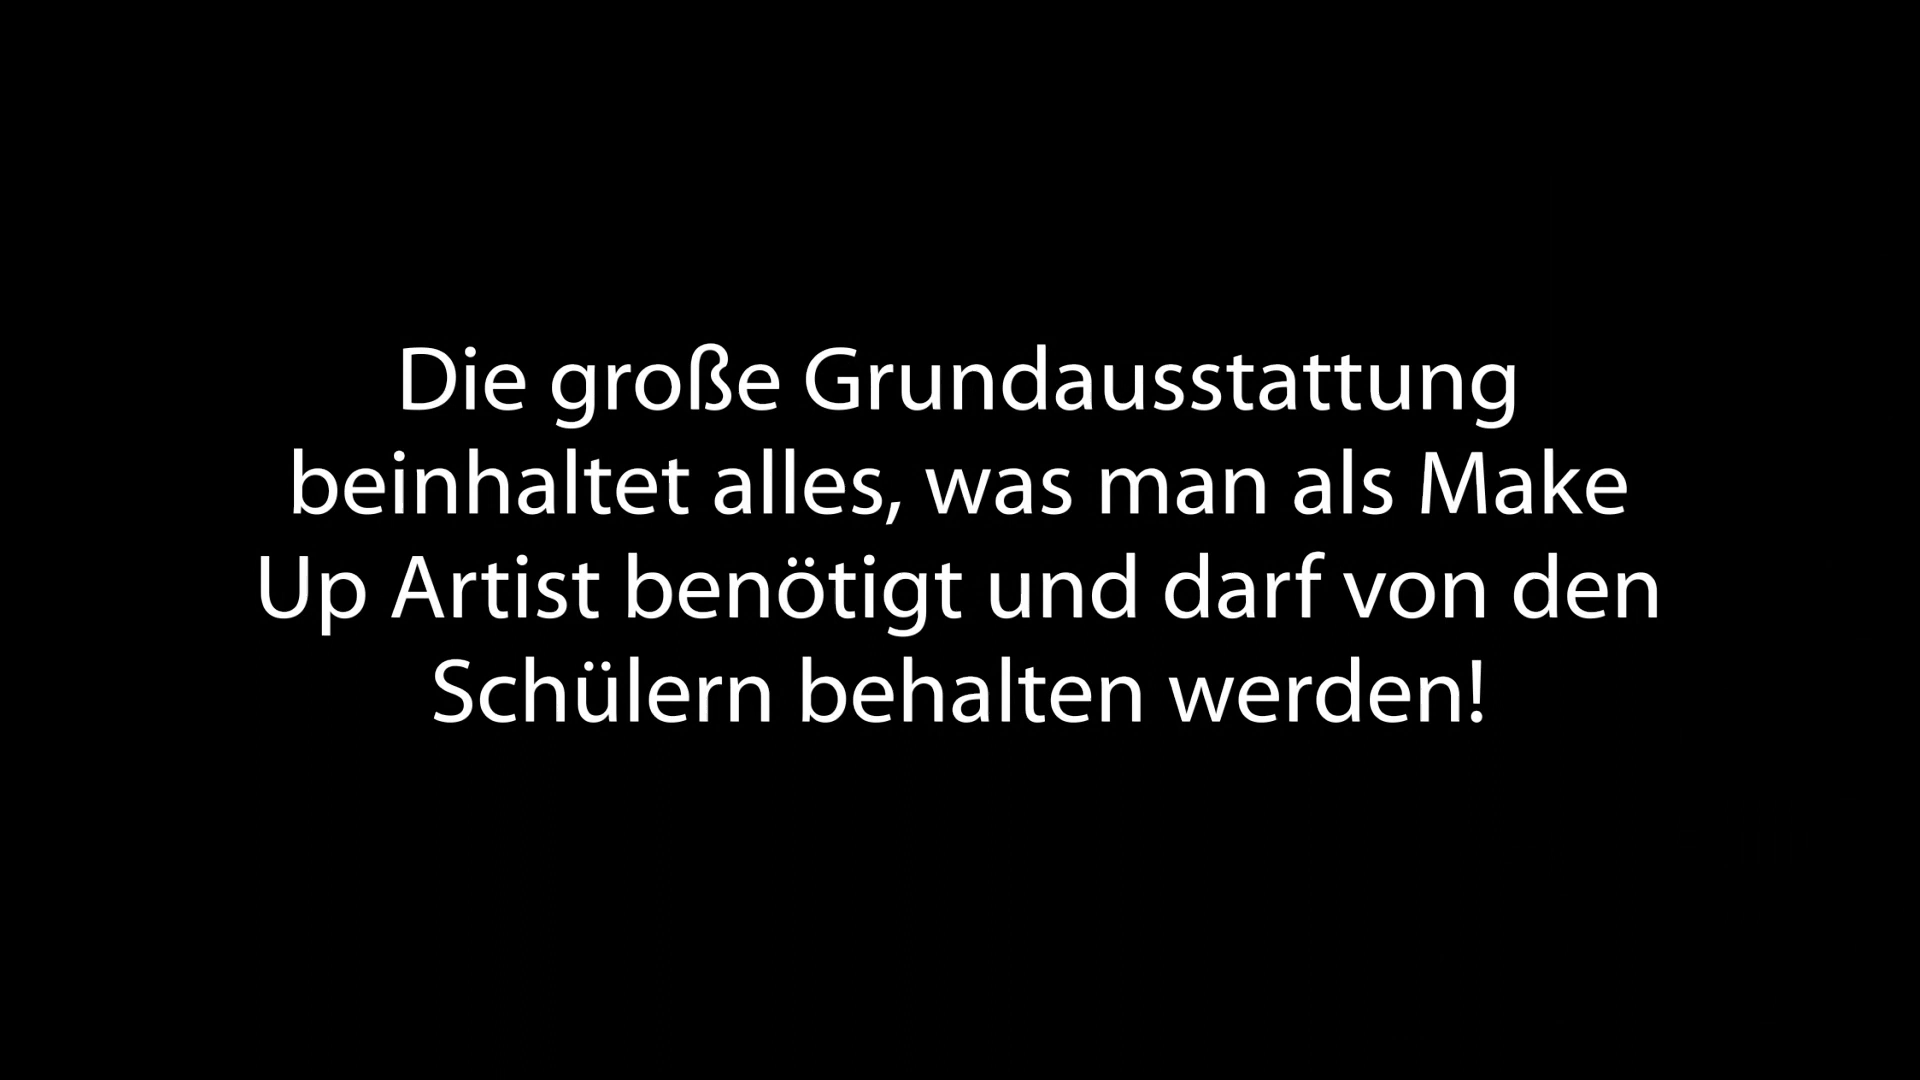 Die große Grundausstattung
beinhaltet alles, was man als Make
Up Artist benötigt und darf von den
Schülern behalten werden!